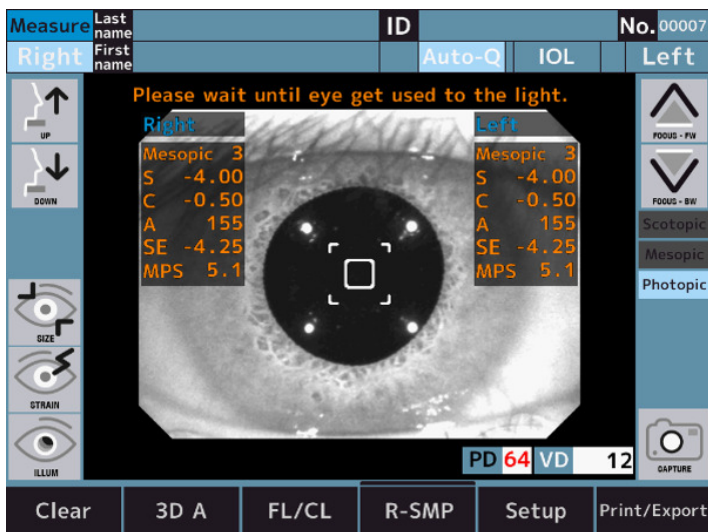 Measure Last name ID No. 00007
Right First name Auto-Q IOL Left
Please wait until eye get used to the light.
UP
DOWN
SIZE
STRAIN
ILLUM
Right
Mesopic 3
S -4.00
C -0.50
A 155
SE -4.25
MPS 5.1
Left
Mesopic 3
S -4.00
C -0.50
A 155
SE -4.25
MPS 5.1
FOOUS - FW
FOOUS - BW
Scotopic
Mesopic
Photopic
CAPTURE
PD 64 VD 12
Clear 3D A FL/CL R-SMP Setup Print/Export